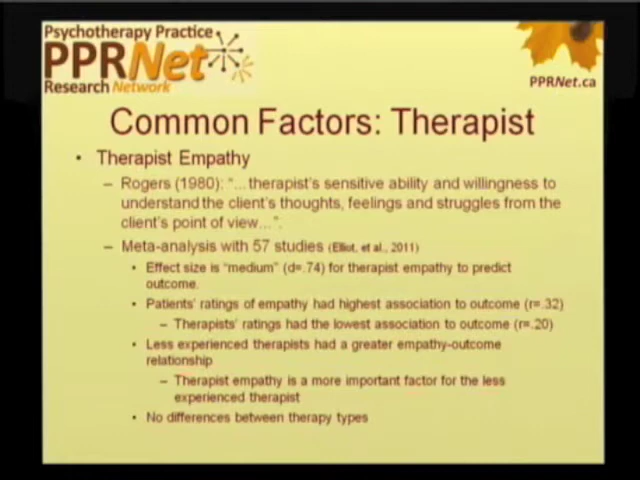 Psychotherapy Practice
PPRNet
Research Network
PPRNet.ca
Common Factors: Therapist
• Therapist Empathy
– Rogers (1980): “…therapist’s sensitive ability and willingness to
understand the client’s thoughts, feelings and struggles from the
client’s point of view…”.
– Meta-analysis with 57 studies (Elliot, et al., 2011)
• Effect size is “medium” (d=.74) for therapist empathy to predict
outcome.
• Patients’ ratings of empathy had highest association to outcome (r=.32)
– Therapists’ ratings had the lowest association to outcome (r=.20)
• Less experienced therapists had a greater empathy-outcome
relationship
– Therapist empathy is a more important factor for the less
experienced therapist
• No differences between therapy types